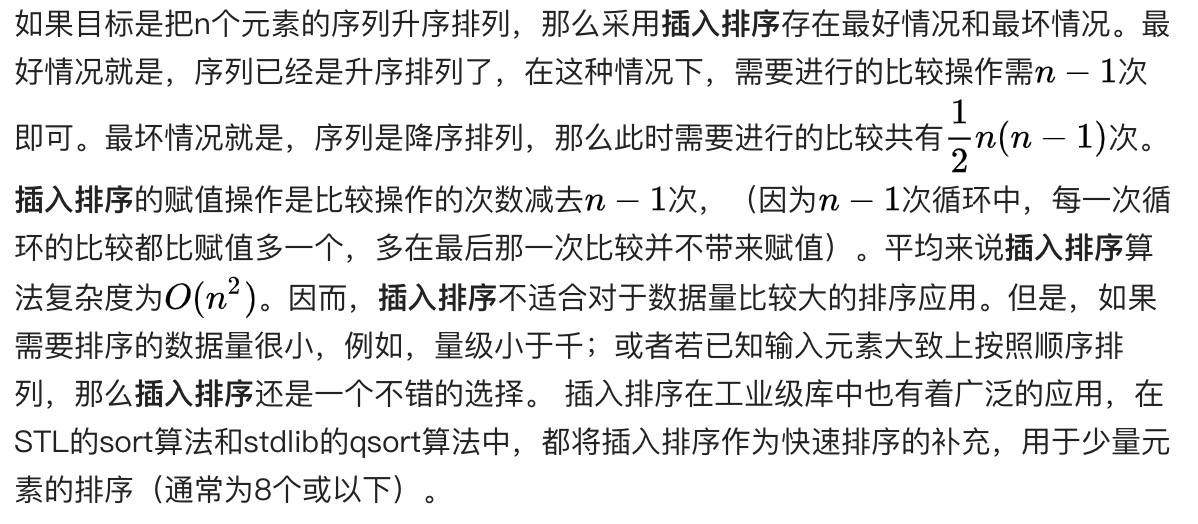 如果目标是把n个元素的序列升序排列，那么采用插入排序存在最好情况和最坏情况。最
好情况就是，序列已经是升序排列了，在这种情况下，需要进行的比较操作需n − 1次
即可。最坏情况就是，序列是降序排列，那么此时需要进行的比较共有\frac{1}{2}n(n − 1)次。
插入排序的赋值操作是比较操作的次数减去n − 1次，（因为n − 1次循环中，每一次循
环的比较都比赋值多一个，多在最后那一次比较并不带来赋值）。平均来说插入排序算
法复杂度为O(n²)。因而，插入排序不适合对于数据量比较大的排序应用。但是，如果
需要排序的数据量很小，例如，量级小于千；或者若已知输入元素大致上按照顺序排
列，那么插入排序还是一个不错的选择。 插入排序在工业级库中也有着广泛的应用，在
STL的sort算法和stdlib的qsort算法中，都将插入排序作为快速排序的补充，用于少量元
素的排序（通常为8个或以下）。